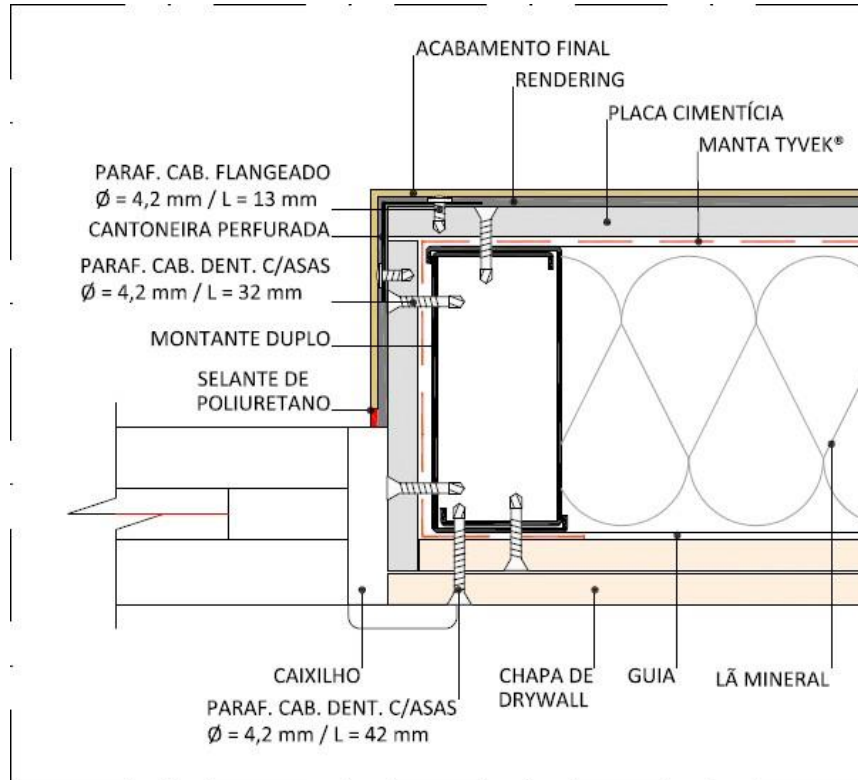 ACABAMENTO FINAL
RENDERING
PLACA CIMENTÍCIA
MANTA TYVEK®
PARAF. CAB. FLANGEADO
Ø = 4,2 mm / L = 13 mm
CANTONEIRA PERFURADA
PARAF. CAB. DENT. C/ASAS
Ø = 4,2 mm / L = 32 mm
MONTANTE DUPLO
SELANTE DE
POLIURETANO
CAIXILHO
CHAPA DE
DRYWALL
GUIA
LÃ MINERAL
PARAF. CAB. DENT. C/ASAS
Ø = 4,2 mm / L = 42 mm